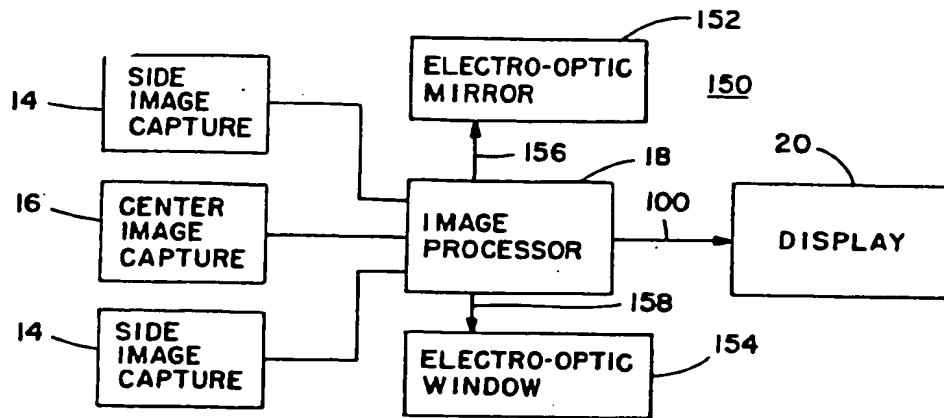 152
ELECTRO-OPTIC
MIRROR
150
14
SIDE
IMAGE
CAPTURE
156
18
20
16
CENTER
IMAGE
CAPTURE
IMAGE
PROCESSOR
100
DISPLAY
158
14
SIDE
IMAGE
CAPTURE
ELECTRO-OPTIC
WINDOW
154